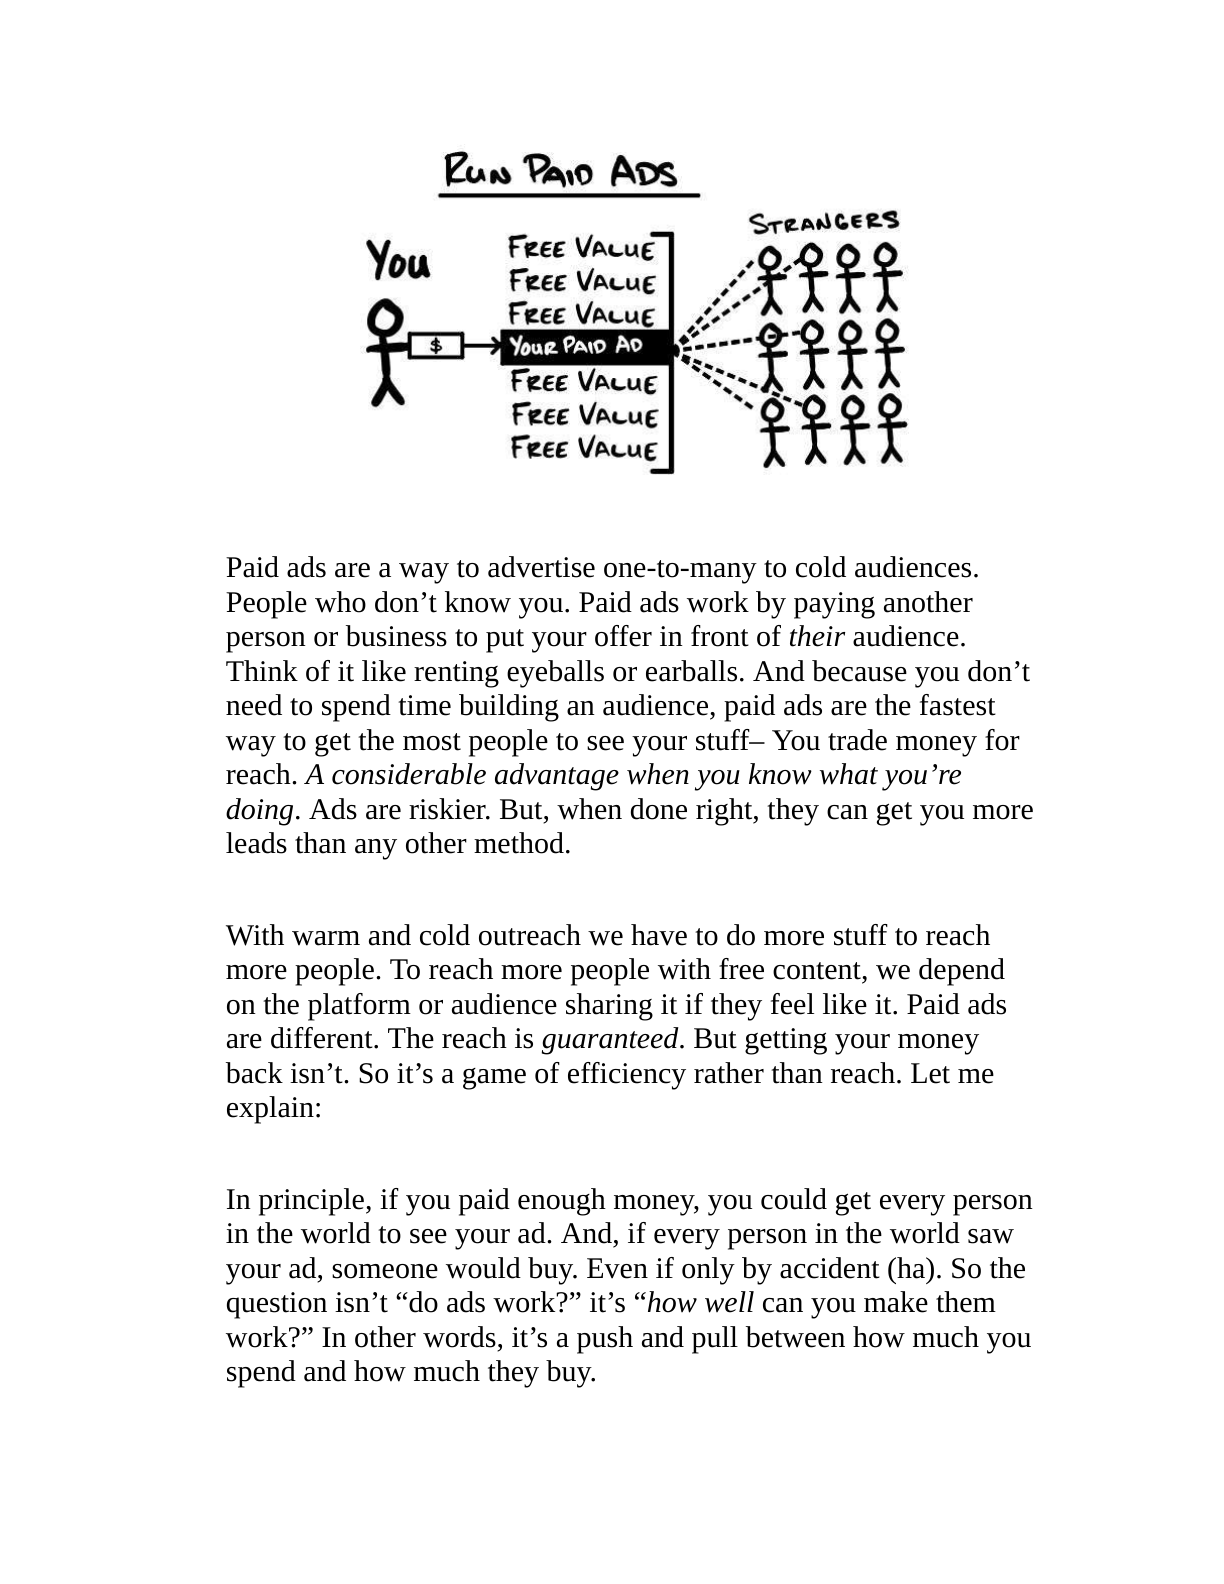 RUN PAID ADS
STRANGERS
You
FREE VALUE
FREE VALUE
FREE VALUE
$
YOUR PAID AD
FREE VALUE
FREE VALUE
FREE VALUE
Paid ads are a way to advertise one-to-many to cold audiences.
People who don’t know you. Paid ads work by paying another
person or business to put your offer in front of their audience.
Think of it like renting eyeballs or earballs. And because you don’t
need to spend time building an audience, paid ads are the fastest
way to get the most people to see your stuff– You trade money for
reach. A considerable advantage when you know what you’re
doing. Ads are riskier. But, when done right, they can get you more
leads than any other method.
With warm and cold outreach we have to do more stuff to reach
more people. To reach more people with free content, we depend
on the platform or audience sharing it if they feel like it. Paid ads
are different. The reach is guaranteed. But getting your money
back isn’t. So it’s a game of efficiency rather than reach. Let me
explain:
In principle, if you paid enough money, you could get every person
in the world to see your ad. And, if every person in the world saw
your ad, someone would buy. Even if only by accident (ha). So the
question isn’t “do ads work?” it’s “how well can you make them
work?” In other words, it’s a push and pull between how much you
spend and how much they buy.